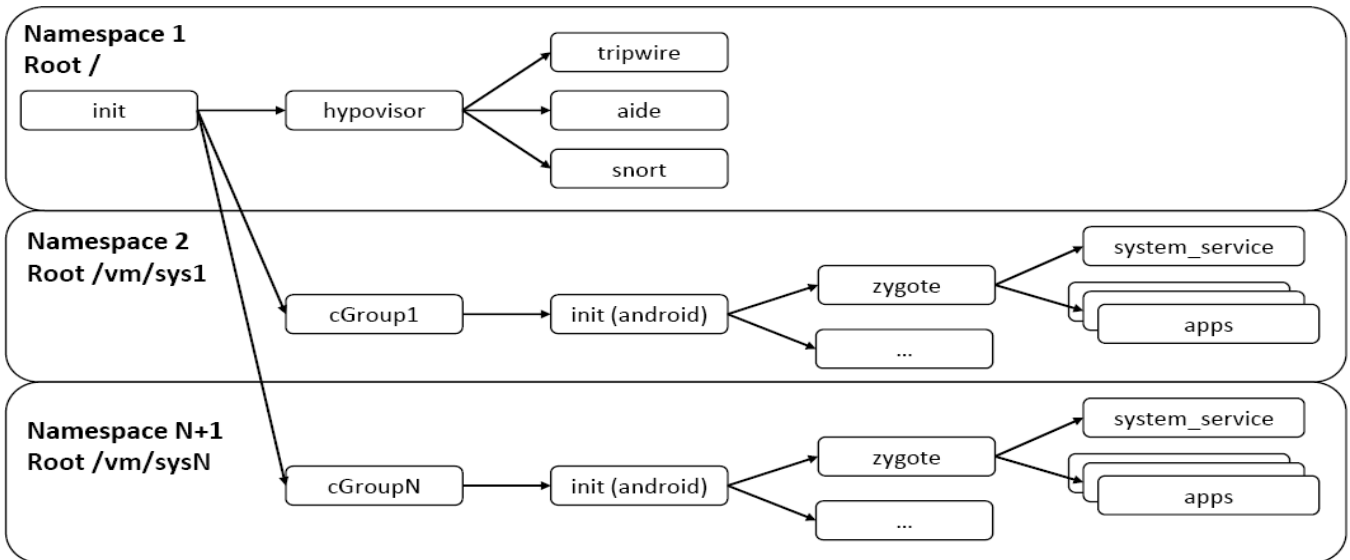 Namespace 1
Root /
init
hypovisor
tripwire
aide
snort
Namespace 2
Root /vm/sys1
cGroup1
init (android)
zygote
...
system_service
apps
Namespace N+1
Root /vm/sysN
cGroupN
init (android)
zygote
...
system_service
apps